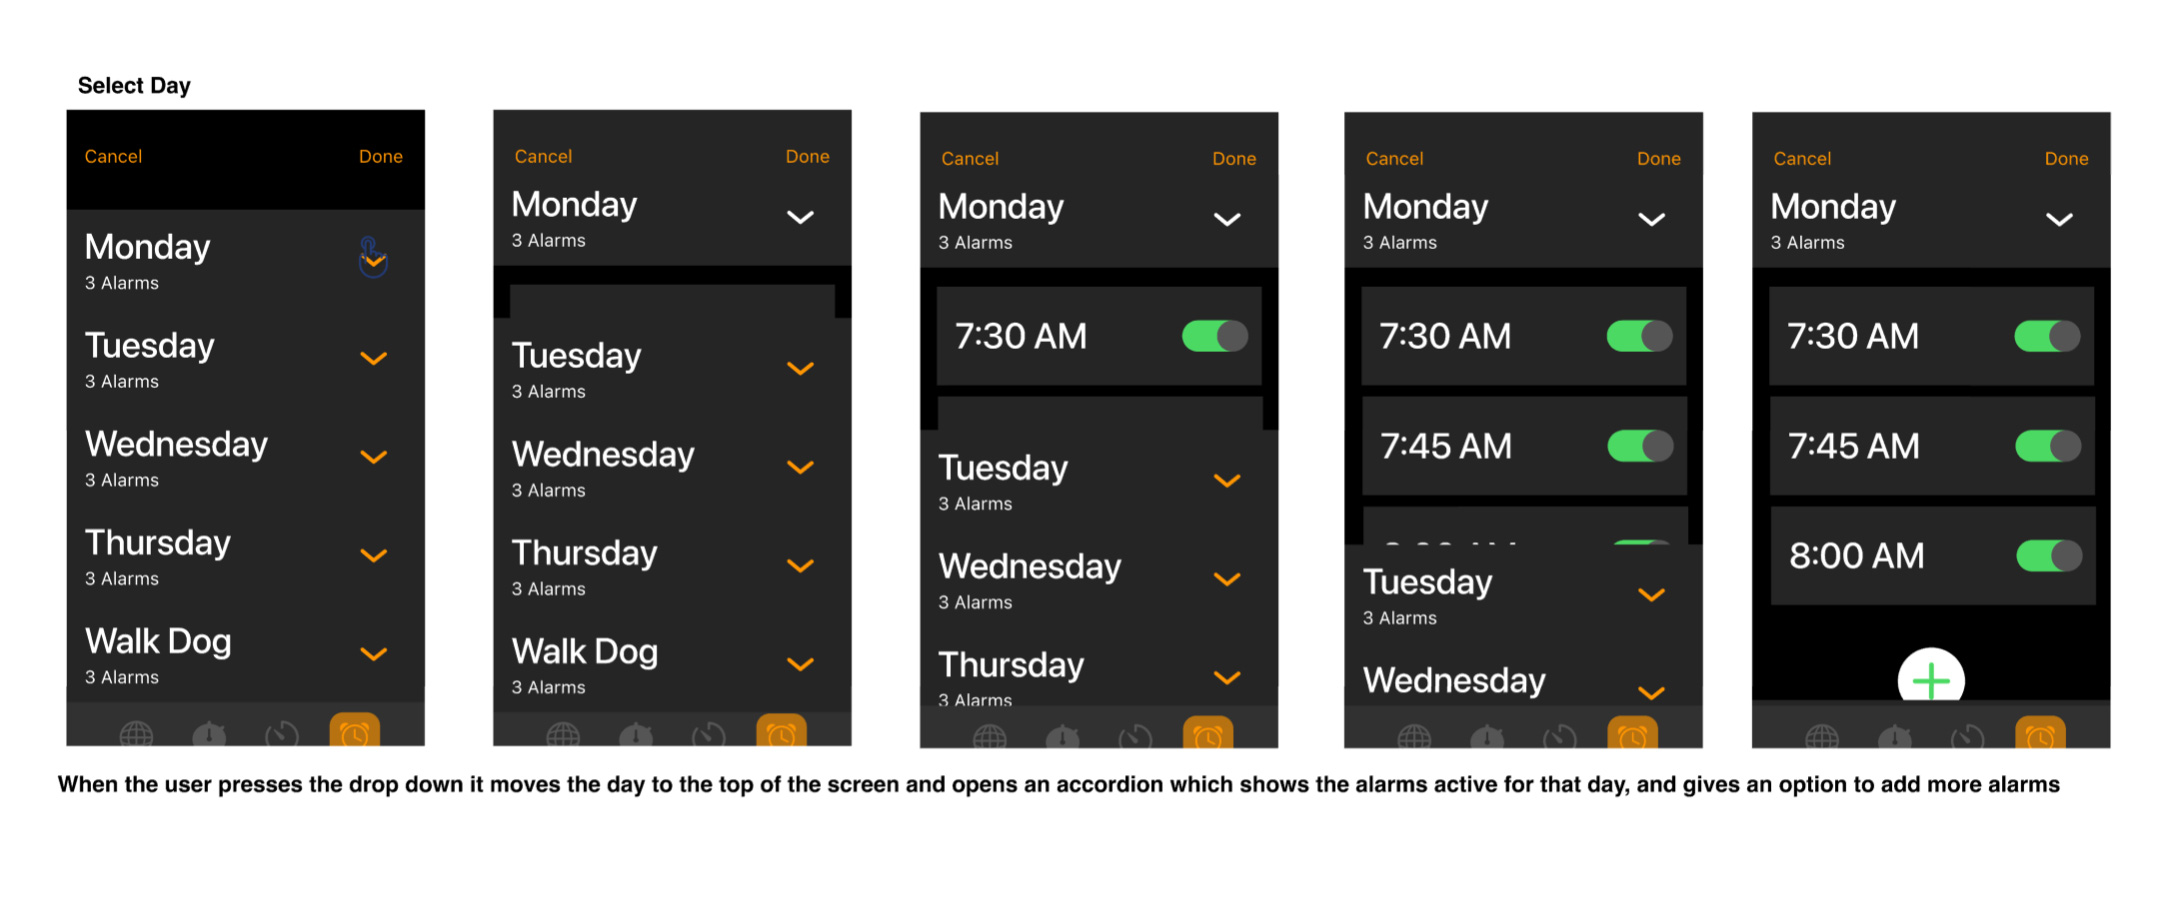 Select Day
Cancel Done
Monday
3 Alarms
Tuesday
3 Alarms
Wednesday
3 Alarms
Thursday
3 Alarms
Walk Dog
3 Alarms
Cancel Done
Monday
3 Alarms
Tuesday
3 Alarms
Wednesday
3 Alarms
Thursday
3 Alarms
Walk Dog
3 Alarms
Cancel Done
Monday
3 Alarms
7:30 AM
Tuesday
3 Alarms
Wednesday
3 Alarms
Thursday
3 Alarms
Cancel Done
Monday
3 Alarms
7:30 AM
7:45 AM
Tuesday
3 Alarms
Wednesday
Cancel Done
Monday
3 Alarms
7:30 AM
7:45 AM
8:00 AM
When the user presses the drop down it moves the day to the top of the screen and opens an accordion which shows the alarms active for that day, and gives an option to add more alarms